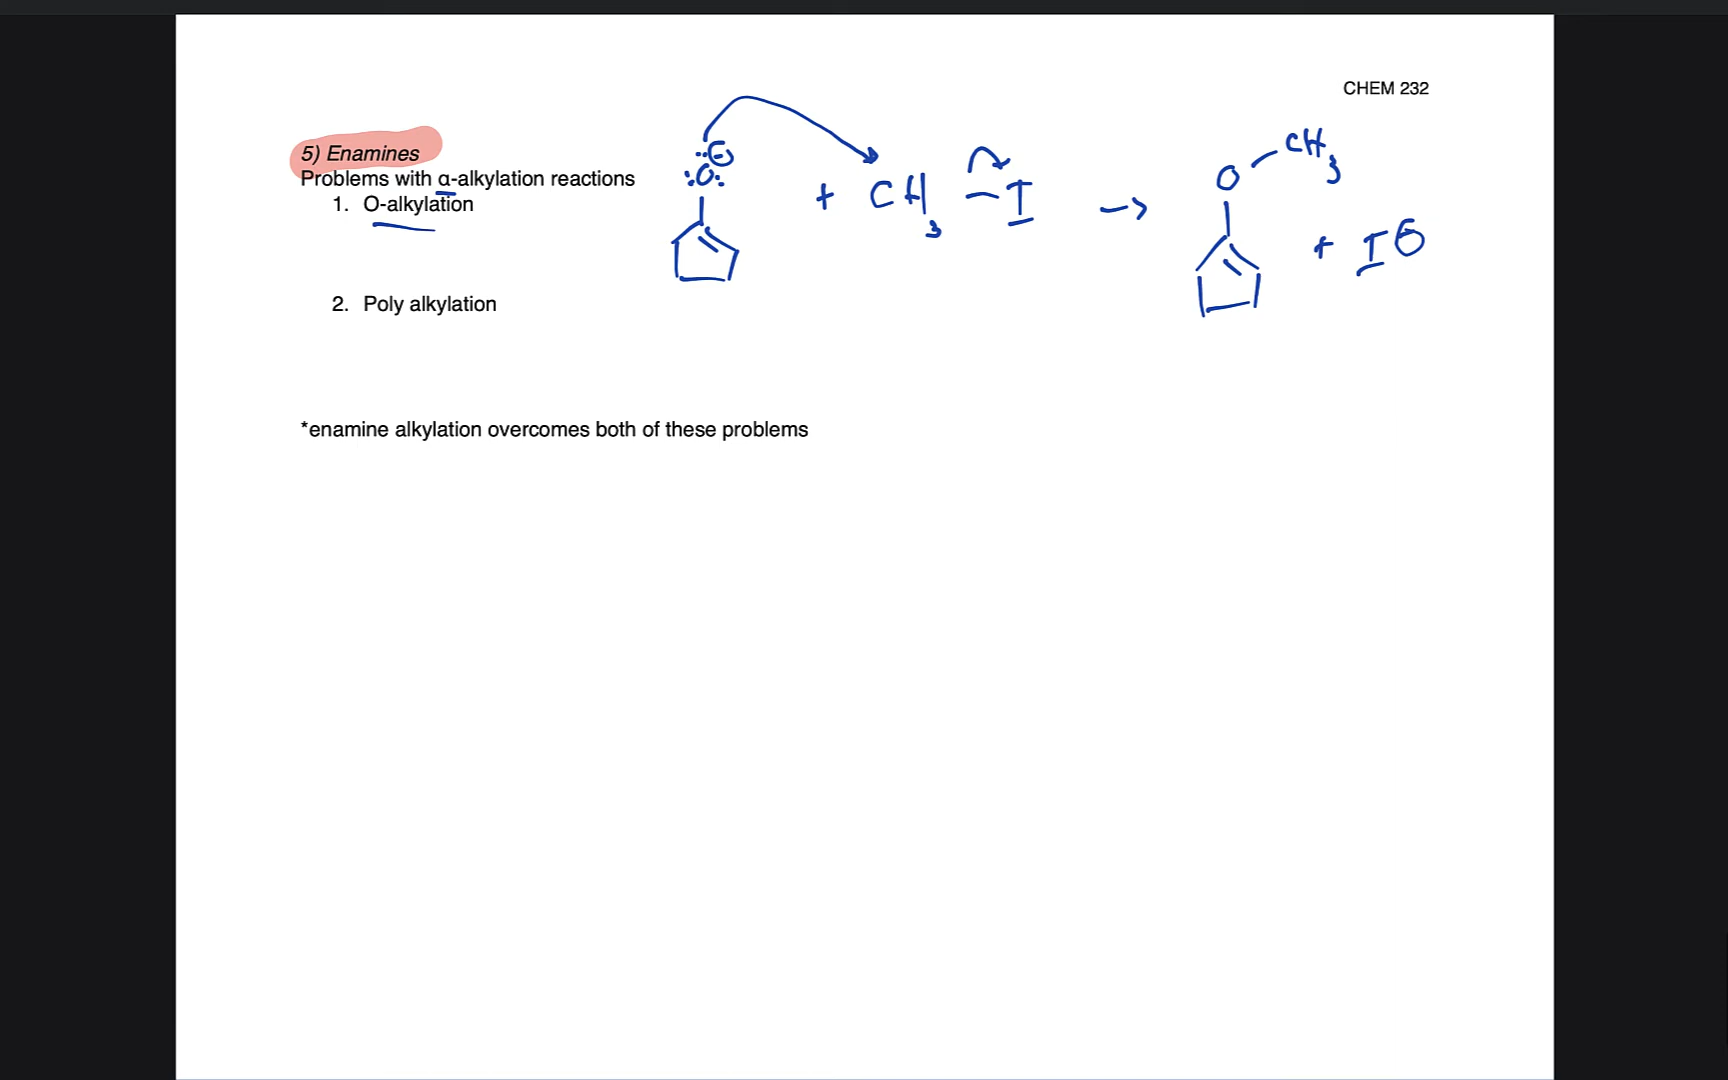 CHEM 232
5) Enamines
Problems with α-alkylation reactions
1. O-alkylation
:O: ⊖ + CH3 – I → O – CH3 + I⊖
2. Poly alkylation
*enamine alkylation overcomes both of these problems